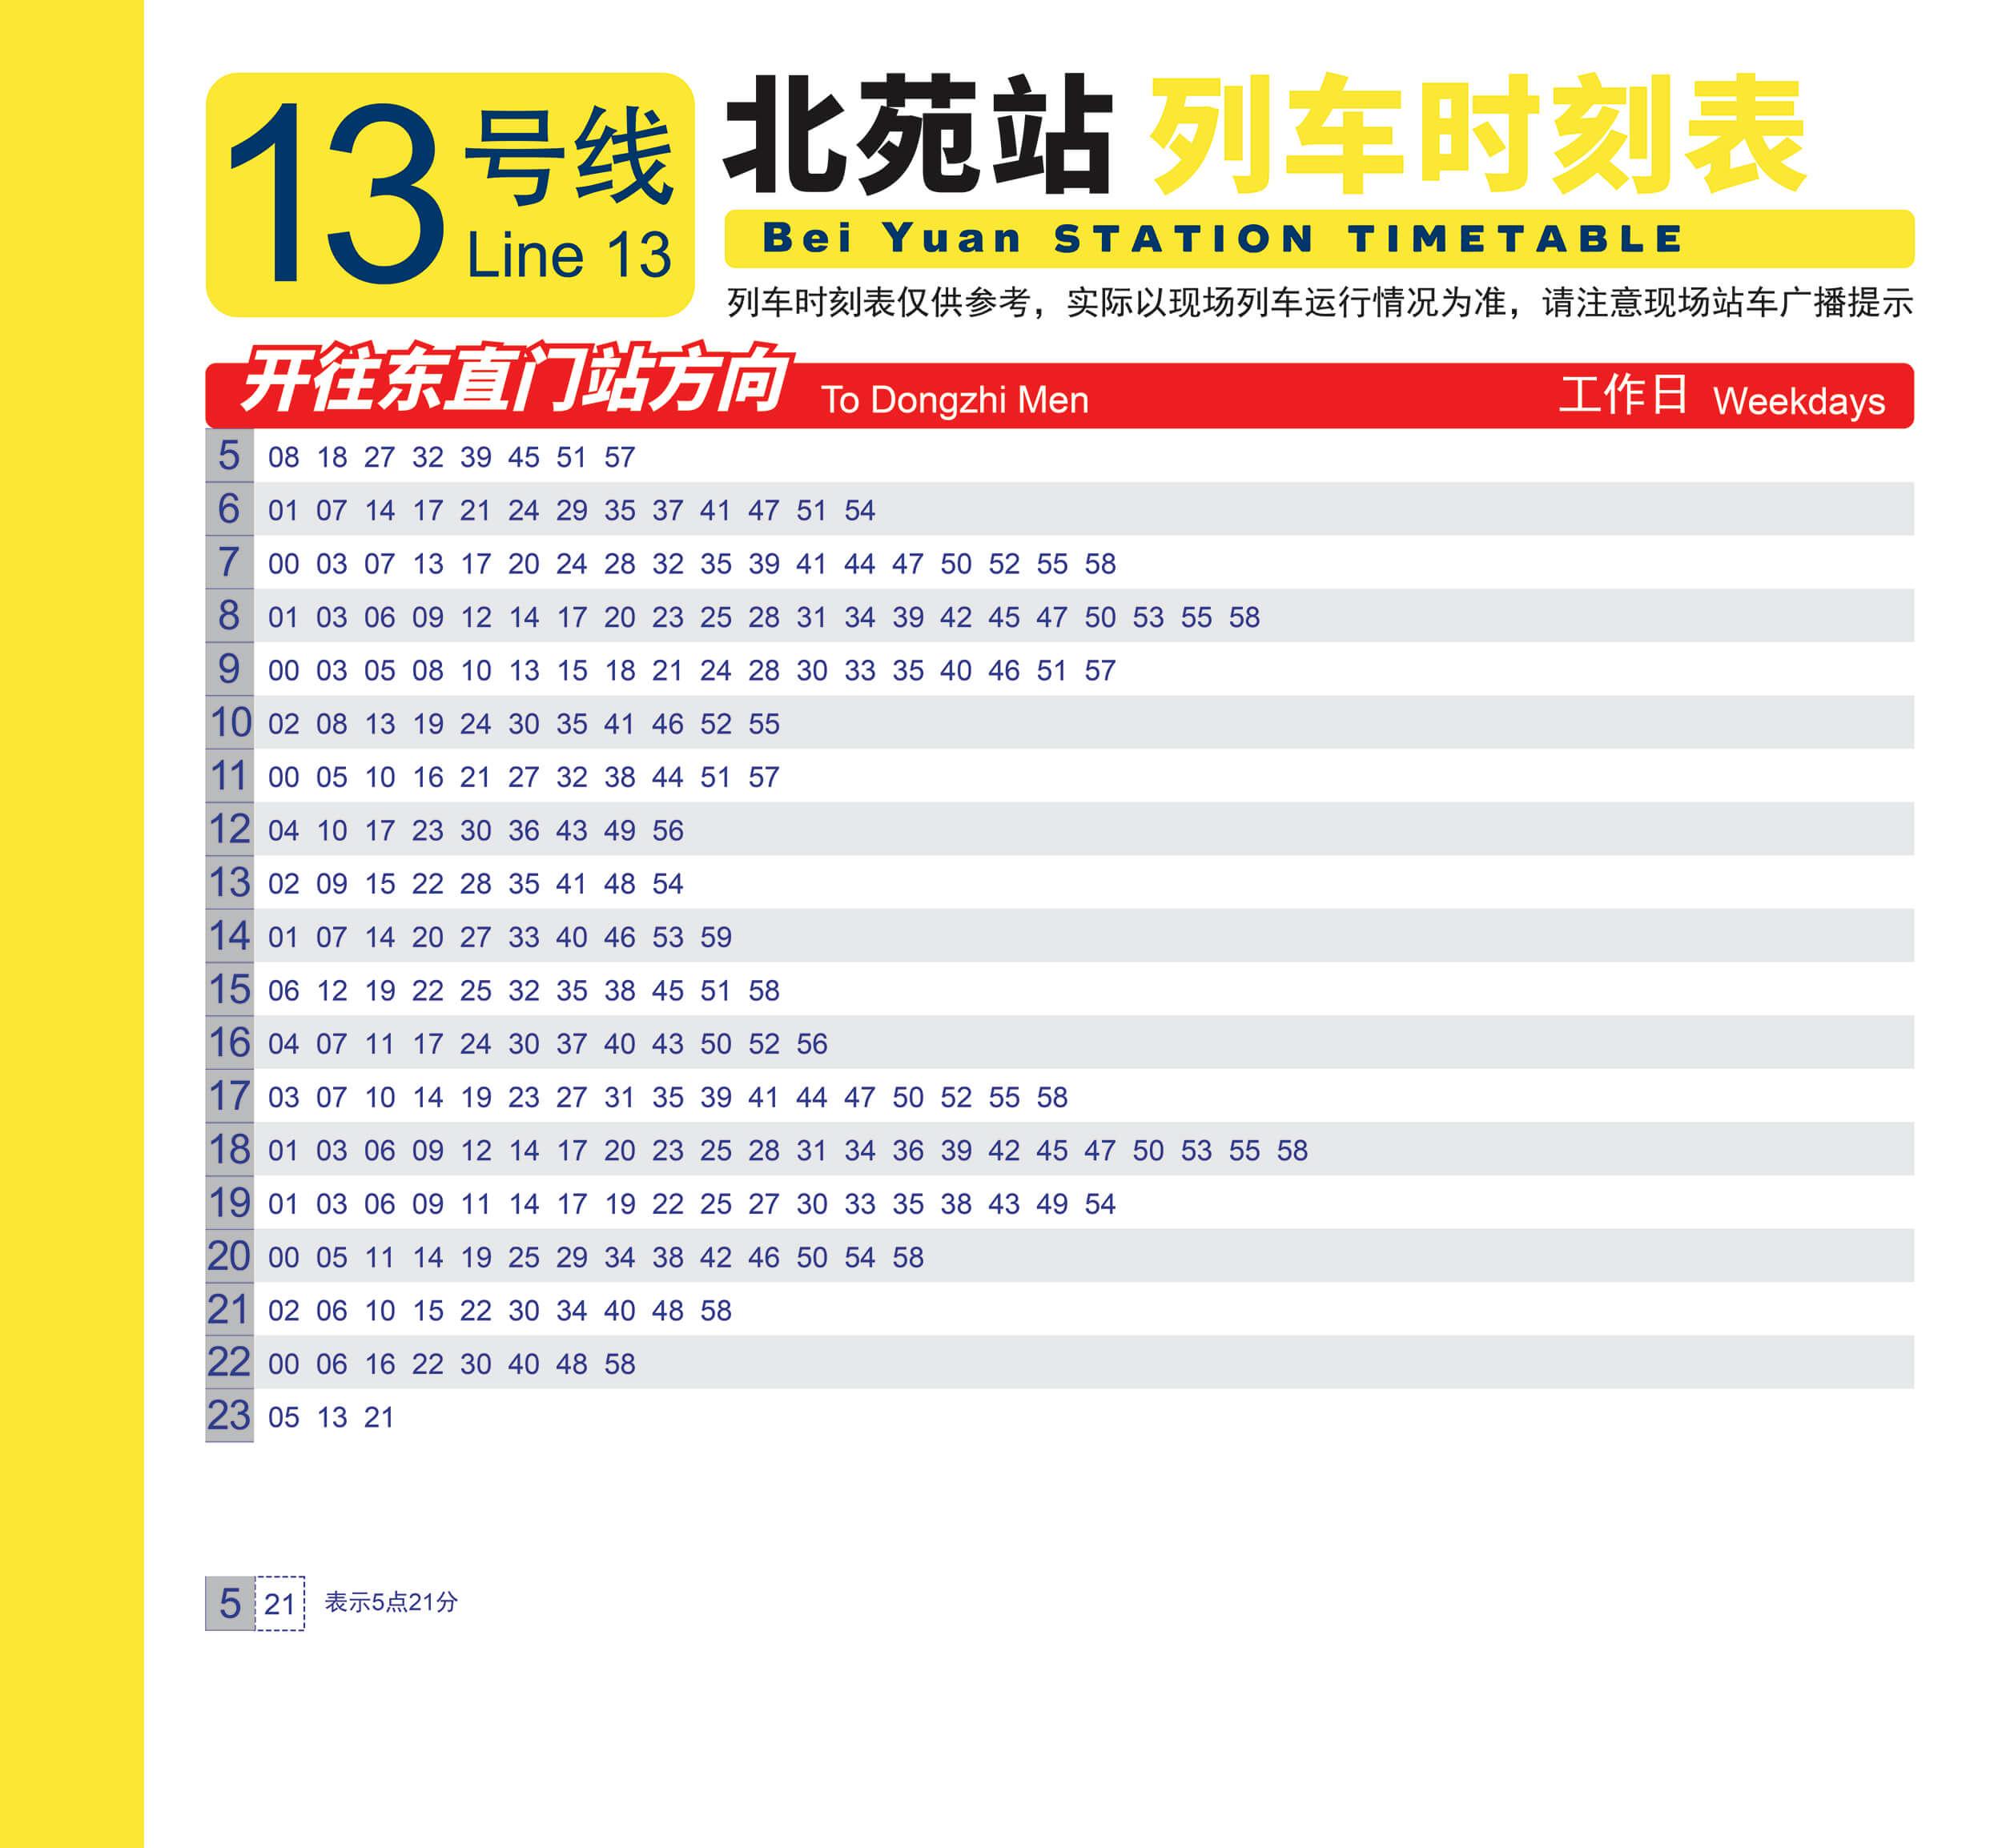 13号线
Line 13
北苑站 列车时刻表
Bei Yuan STATION TIMETABLE
列车时刻表仅供参考，实际以现场列车运行情况为准，请注意现场站车广播提示
开往东直门站方向 To Dongzhi Men 工作日 Weekdays
5 08 18 27 32 39 45 51 57
6 01 07 14 17 21 24 29 35 37 41 47 51 54
7 00 03 07 13 17 20 24 28 32 35 39 41 44 47 50 52 55 58
8 01 03 06 09 12 14 17 20 23 25 28 31 34 39 42 45 47 50 53 55 58
9 00 03 05 08 10 13 15 18 21 24 28 30 33 35 40 46 51 57
10 02 08 13 19 24 30 35 41 46 52 55
11 00 05 10 16 21 27 32 38 44 51 57
12 04 10 17 23 30 36 43 49 56
13 02 09 15 22 28 35 41 48 54
14 01 07 14 20 27 33 40 46 53 59
15 06 12 19 22 25 32 35 38 45 51 58
16 04 07 11 17 24 30 37 40 43 50 52 56
17 03 07 10 14 19 23 27 31 35 39 41 44 47 50 52 55 58
18 01 03 06 09 12 14 17 20 23 25 28 31 34 36 39 42 45 47 50 53 55 58
19 01 03 06 09 11 14 17 19 22 25 27 30 33 35 38 43 49 54
20 00 05 11 14 19 25 29 34 38 42 46 50 54 58
21 02 06 10 15 22 30 34 40 48 58
22 00 06 16 22 30 40 48 58
23 05 13 21
5 21 表示5点21分